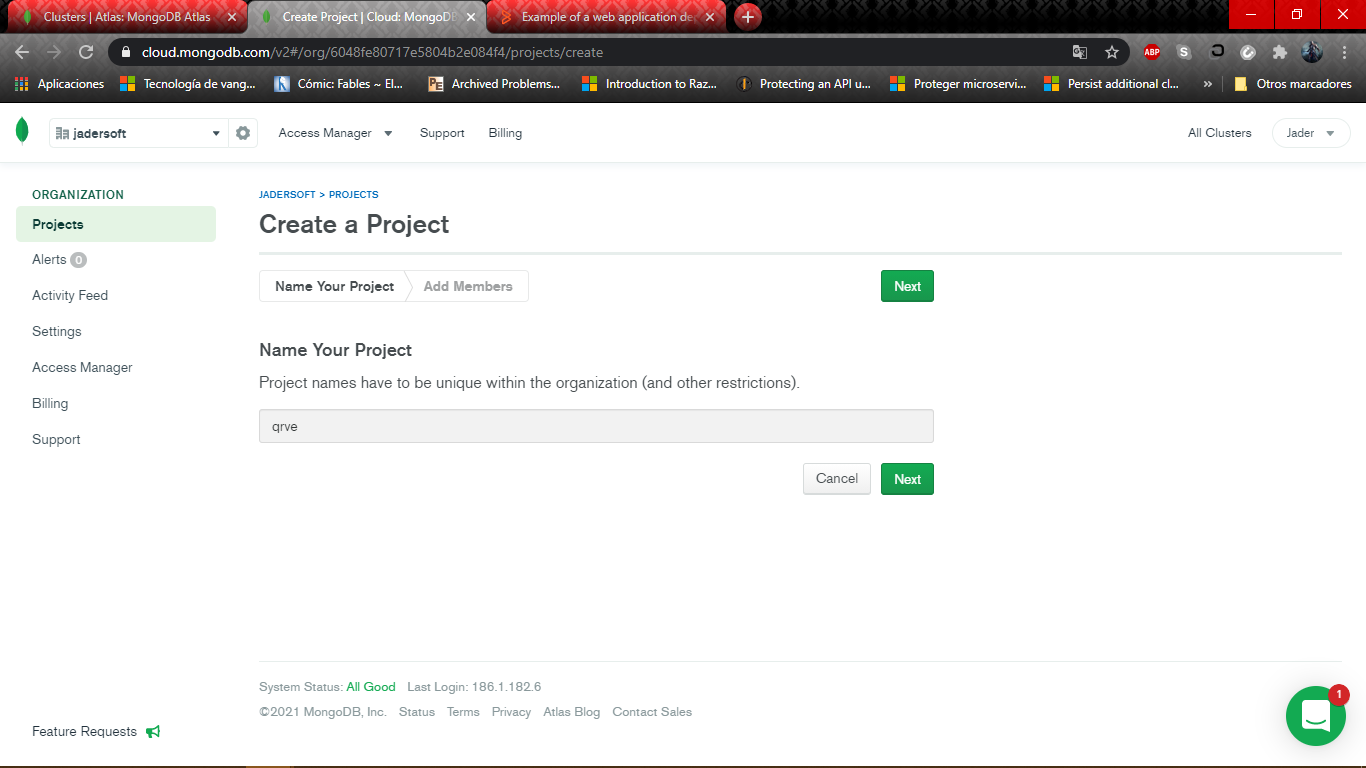 Clusters | Atlas: MongoDB Atlas
Create Project | Cloud: MongoDB
Example of a web application de
cloud.mongodb.com/v2#/org/6048fe80717e5804b2e084f4/projects/create
ABP
Aplicaciones
Tecnología de vang...
Cómic: Fables ~ El...
Archived Problems...
Introduction to Raz...
Protecting an API u...
Proteger microservi...
Persist additional cl...
»
Otros marcadores
jadersoft
Access Manager
Support
Billing
All Clusters
Jader
ORGANIZATION
Projects
Alerts 0
Activity Feed
Settings
Access Manager
Billing
Support
JADERSOFT > PROJECTS
Create a Project
Name Your Project
Add Members
Next
Name Your Project
Project names have to be unique within the organization (and other restrictions).
qrve
Cancel
Next
System Status: All Good Last Login: 186.1.182.6
©2021 MongoDB, Inc. Status Terms Privacy Atlas Blog Contact Sales
Feature Requests
1